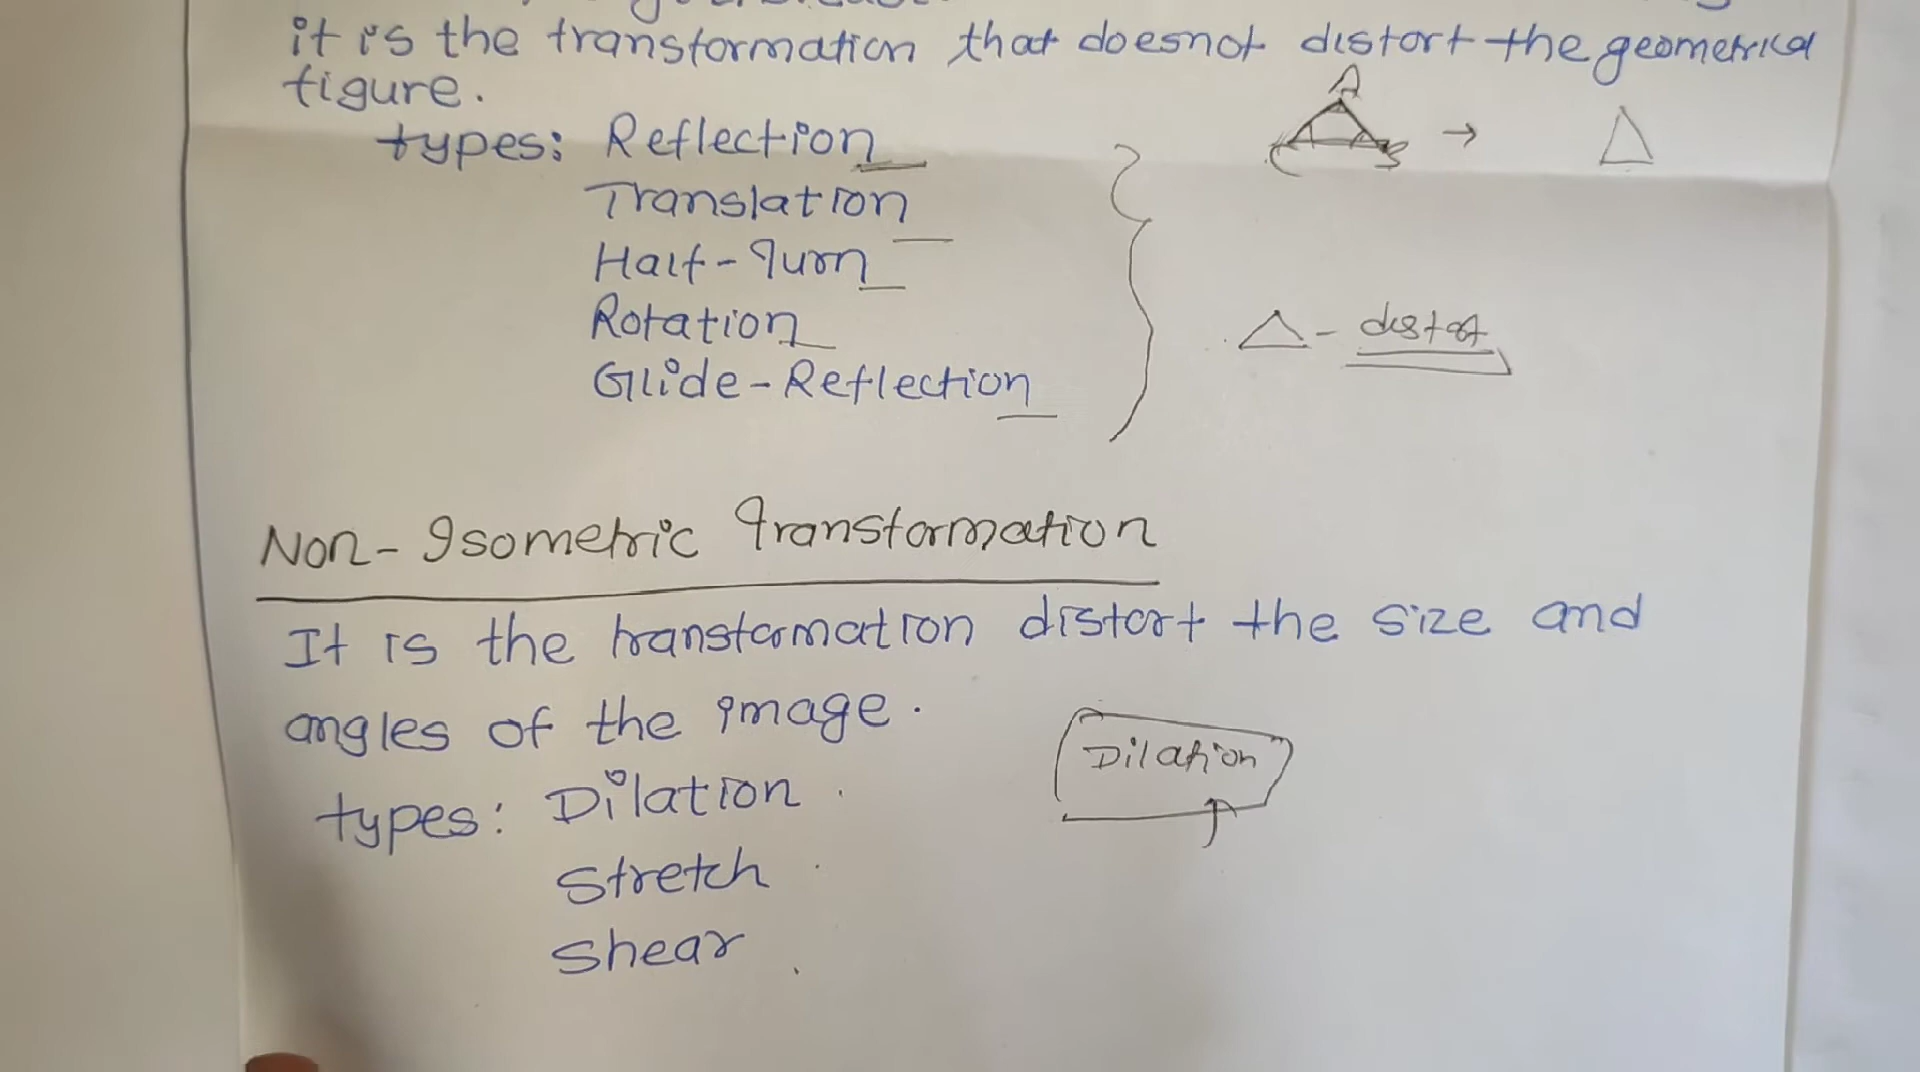 it is the transformation that doesnot distort the geometrical
figure.
A
C B →
types: Reflection
Translation
Half-Turn
Rotation
- distort
Glide-Reflection
Non-Isometric Transformation
It is the transformation distort the size and
angles of the image.
Dilation
types: Dilation
Stretch
Shear